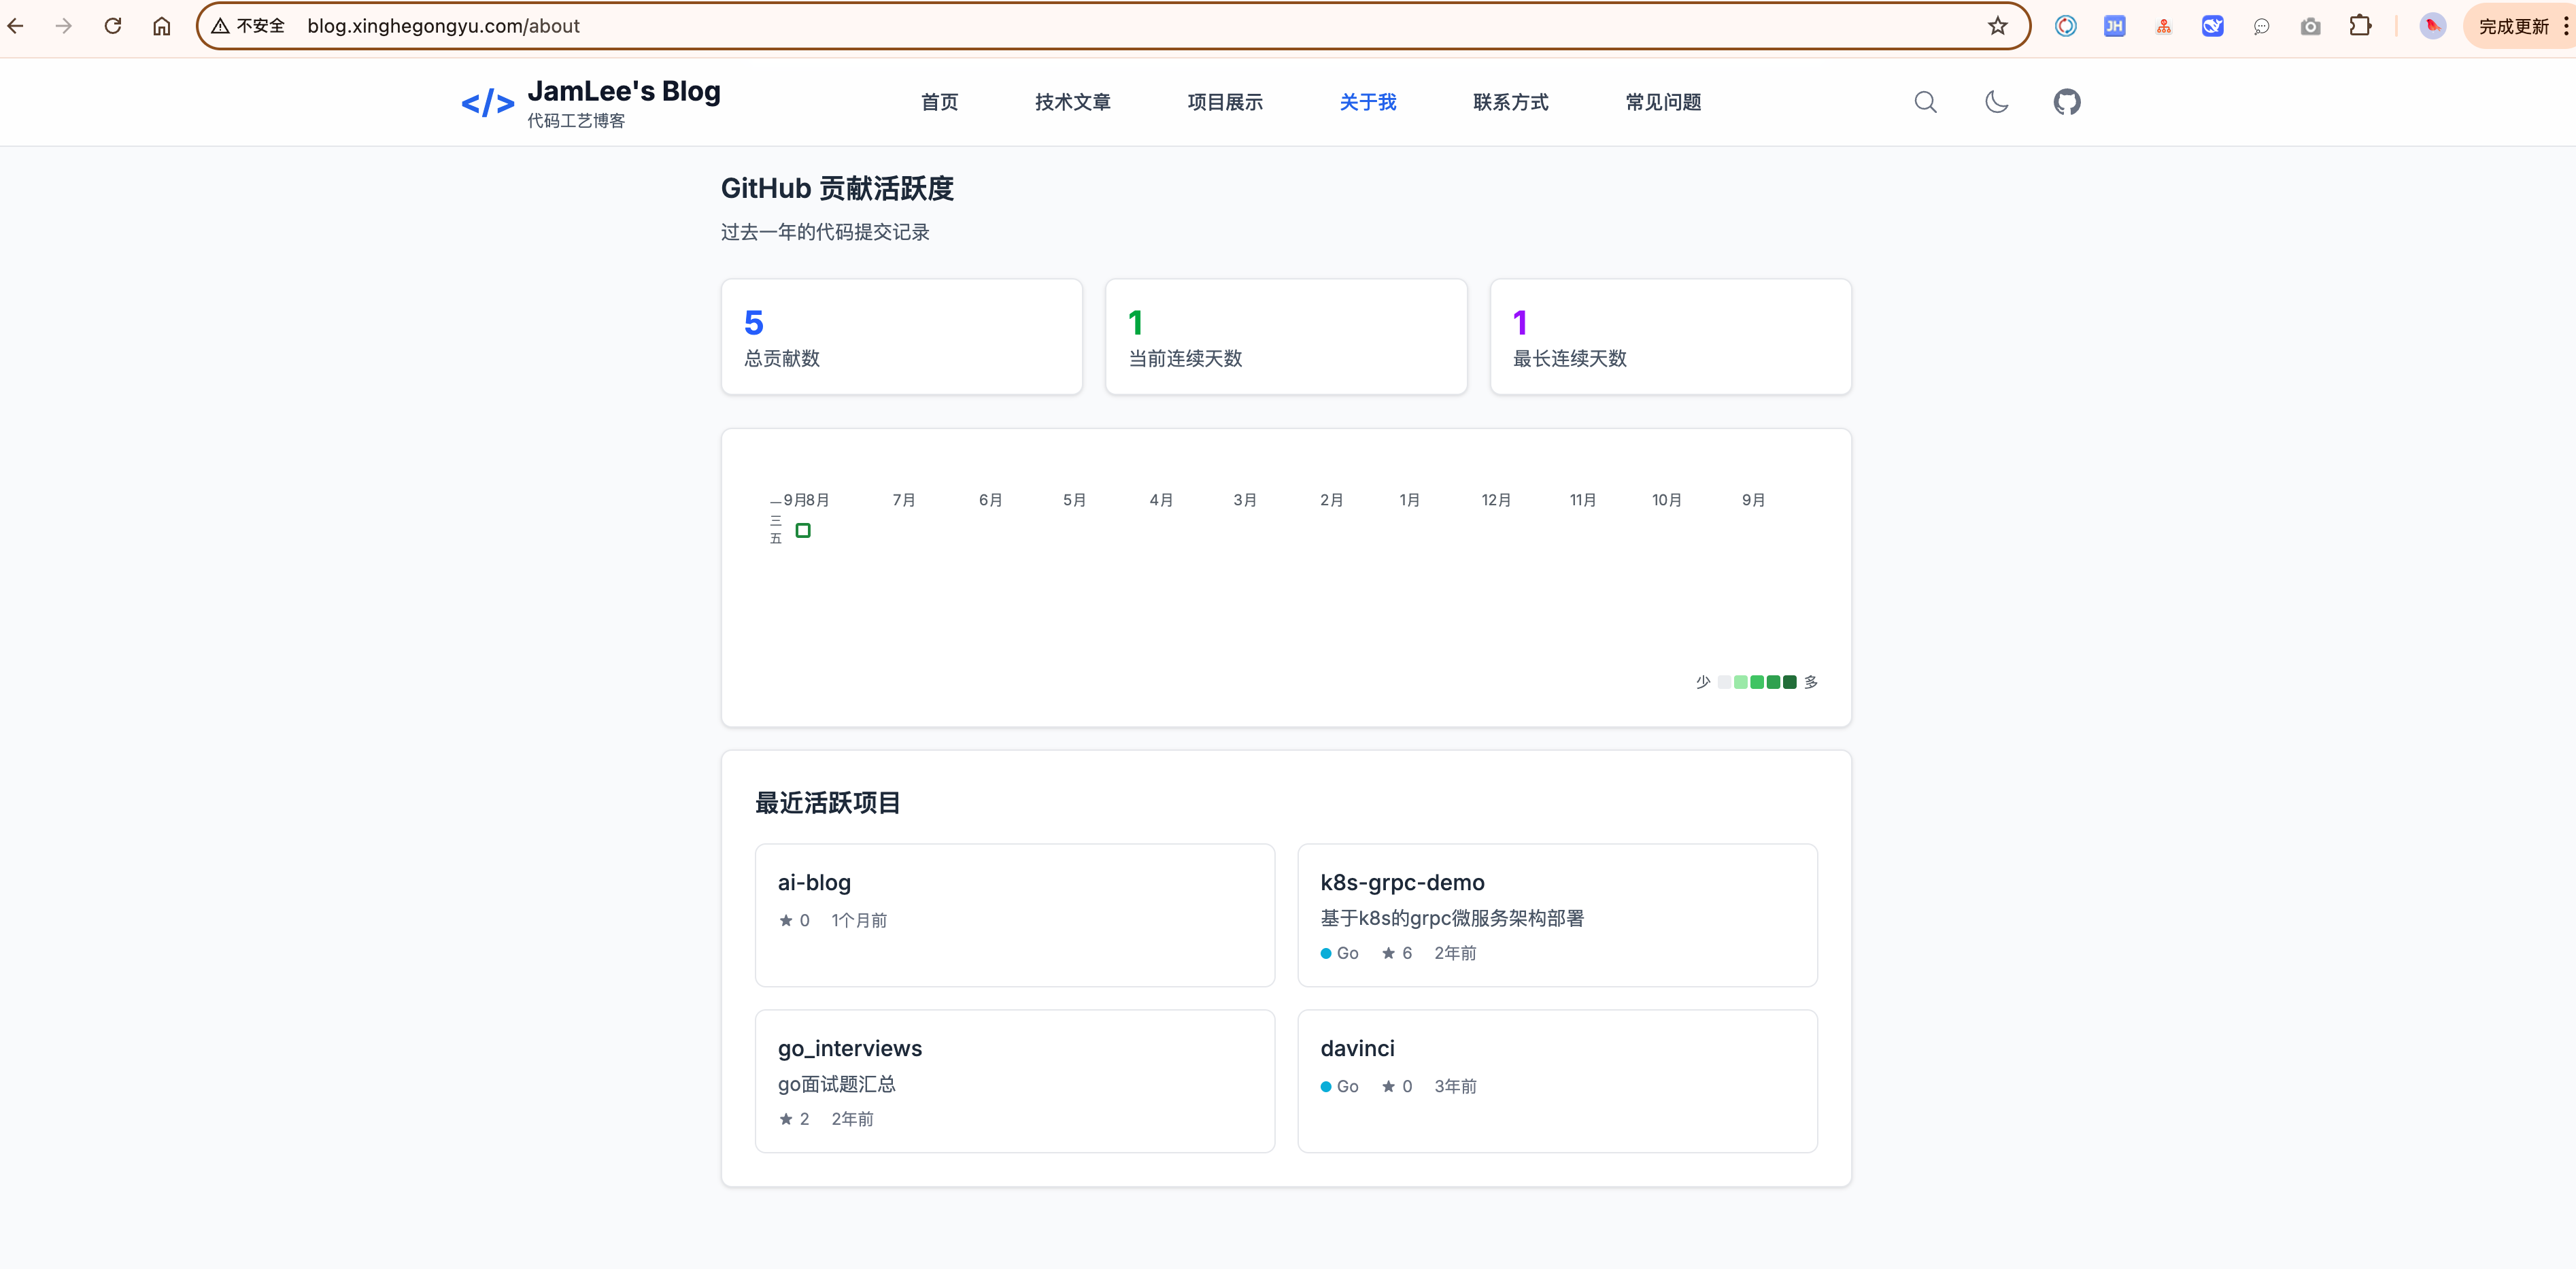 不安全 blog.xinghegongyu.com/about
JH
完成更新
</> JamLee's Blog
代码工艺博客
首页 技术文章 项目展示 关于我 联系方式 常见问题
GitHub 贡献活跃度
过去一年的代码提交记录
5
总贡献数
1
当前连续天数
1
最长连续天数
9月8月 7月 6月 5月 4月 3月 2月 1月 12月 11月 10月 9月
一
三
五
少 多
最近活跃项目
ai-blog
★ 0 1个月前
k8s-grpc-demo
基于k8s的grpc微服务架构部署
Go ★ 6 2年前
go_interviews
go面试题汇总
★ 2 2年前
davinci
Go ★ 0 3年前